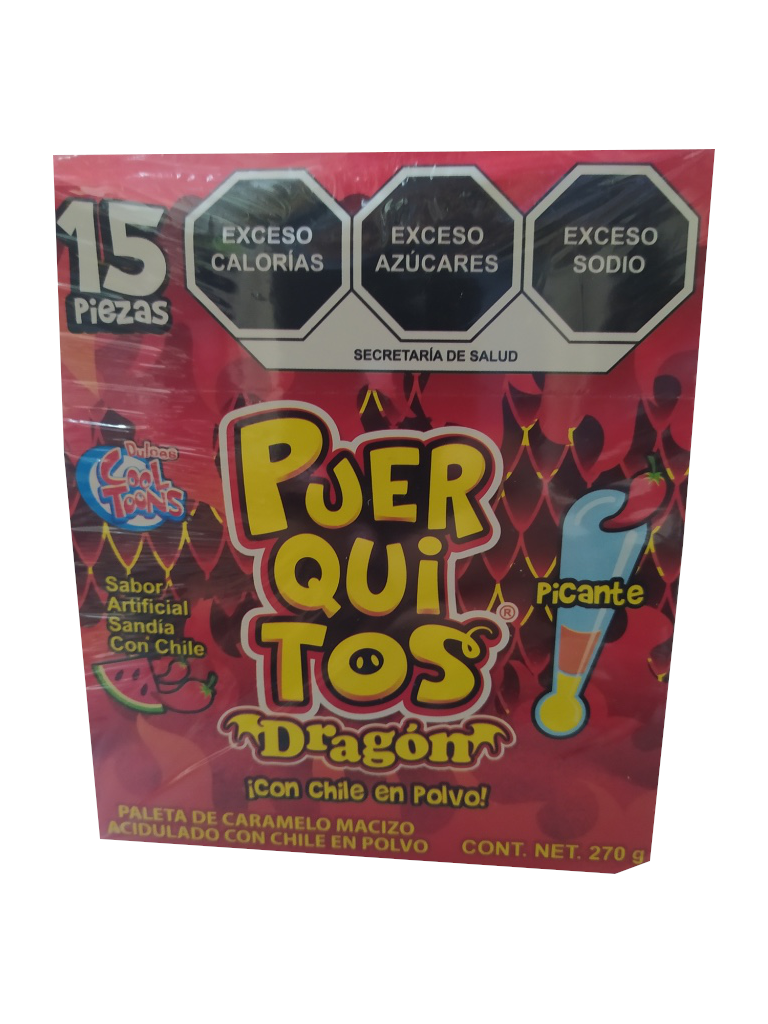 15
Piezas
EXCESO
CALORÍAS
EXCESO
AZÚCARES
EXCESO
SODIO
SECRETARÍA DE SALUD
Dulces
COOL
TOONS
PUER
QUI
TOS®
Dragón
¡Con Chile en Polvo!
Sabor
Artificial
Sandía
Con Chile
Picante
PALETA DE CARAMELO MACIZO
ACIDULADO CON CHILE EN POLVO
CONT. NET. 270 g